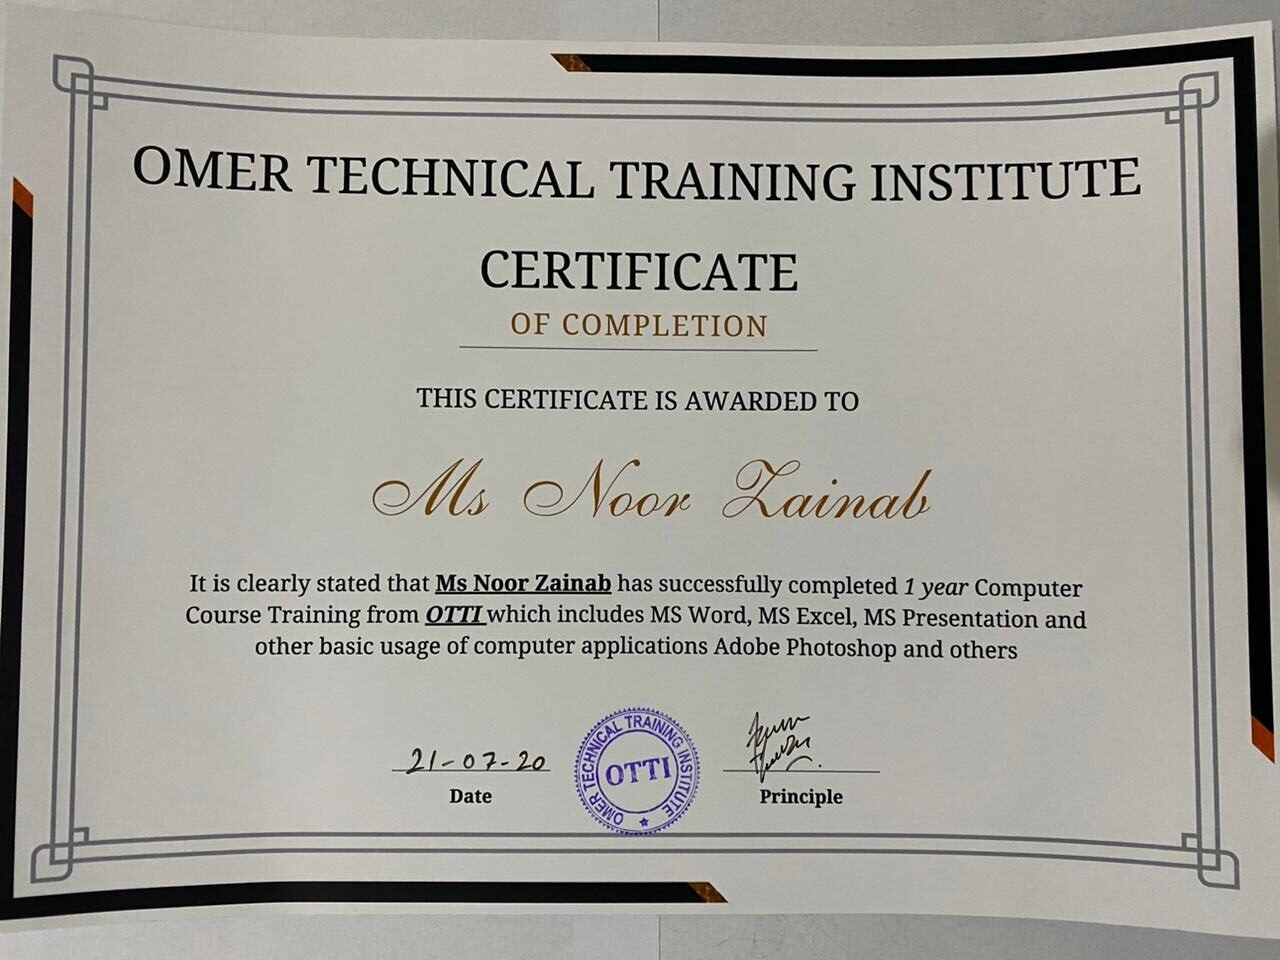 OMER TECHNICAL TRAINING INSTITUTE
CERTIFICATE
OF COMPLETION
THIS CERTIFICATE IS AWARDED TO
Ms Noor Zainab
It is clearly stated that Ms Noor Zainab has successfully completed 1 year Computer
Course Training from OTTI which includes MS Word, MS Excel, MS Presentation and
other basic usage of computer applications Adobe Photoshop and others
21-07-20
Date
OMER TECHNICAL TRAINING INSTITUTE
OTTI
Principle